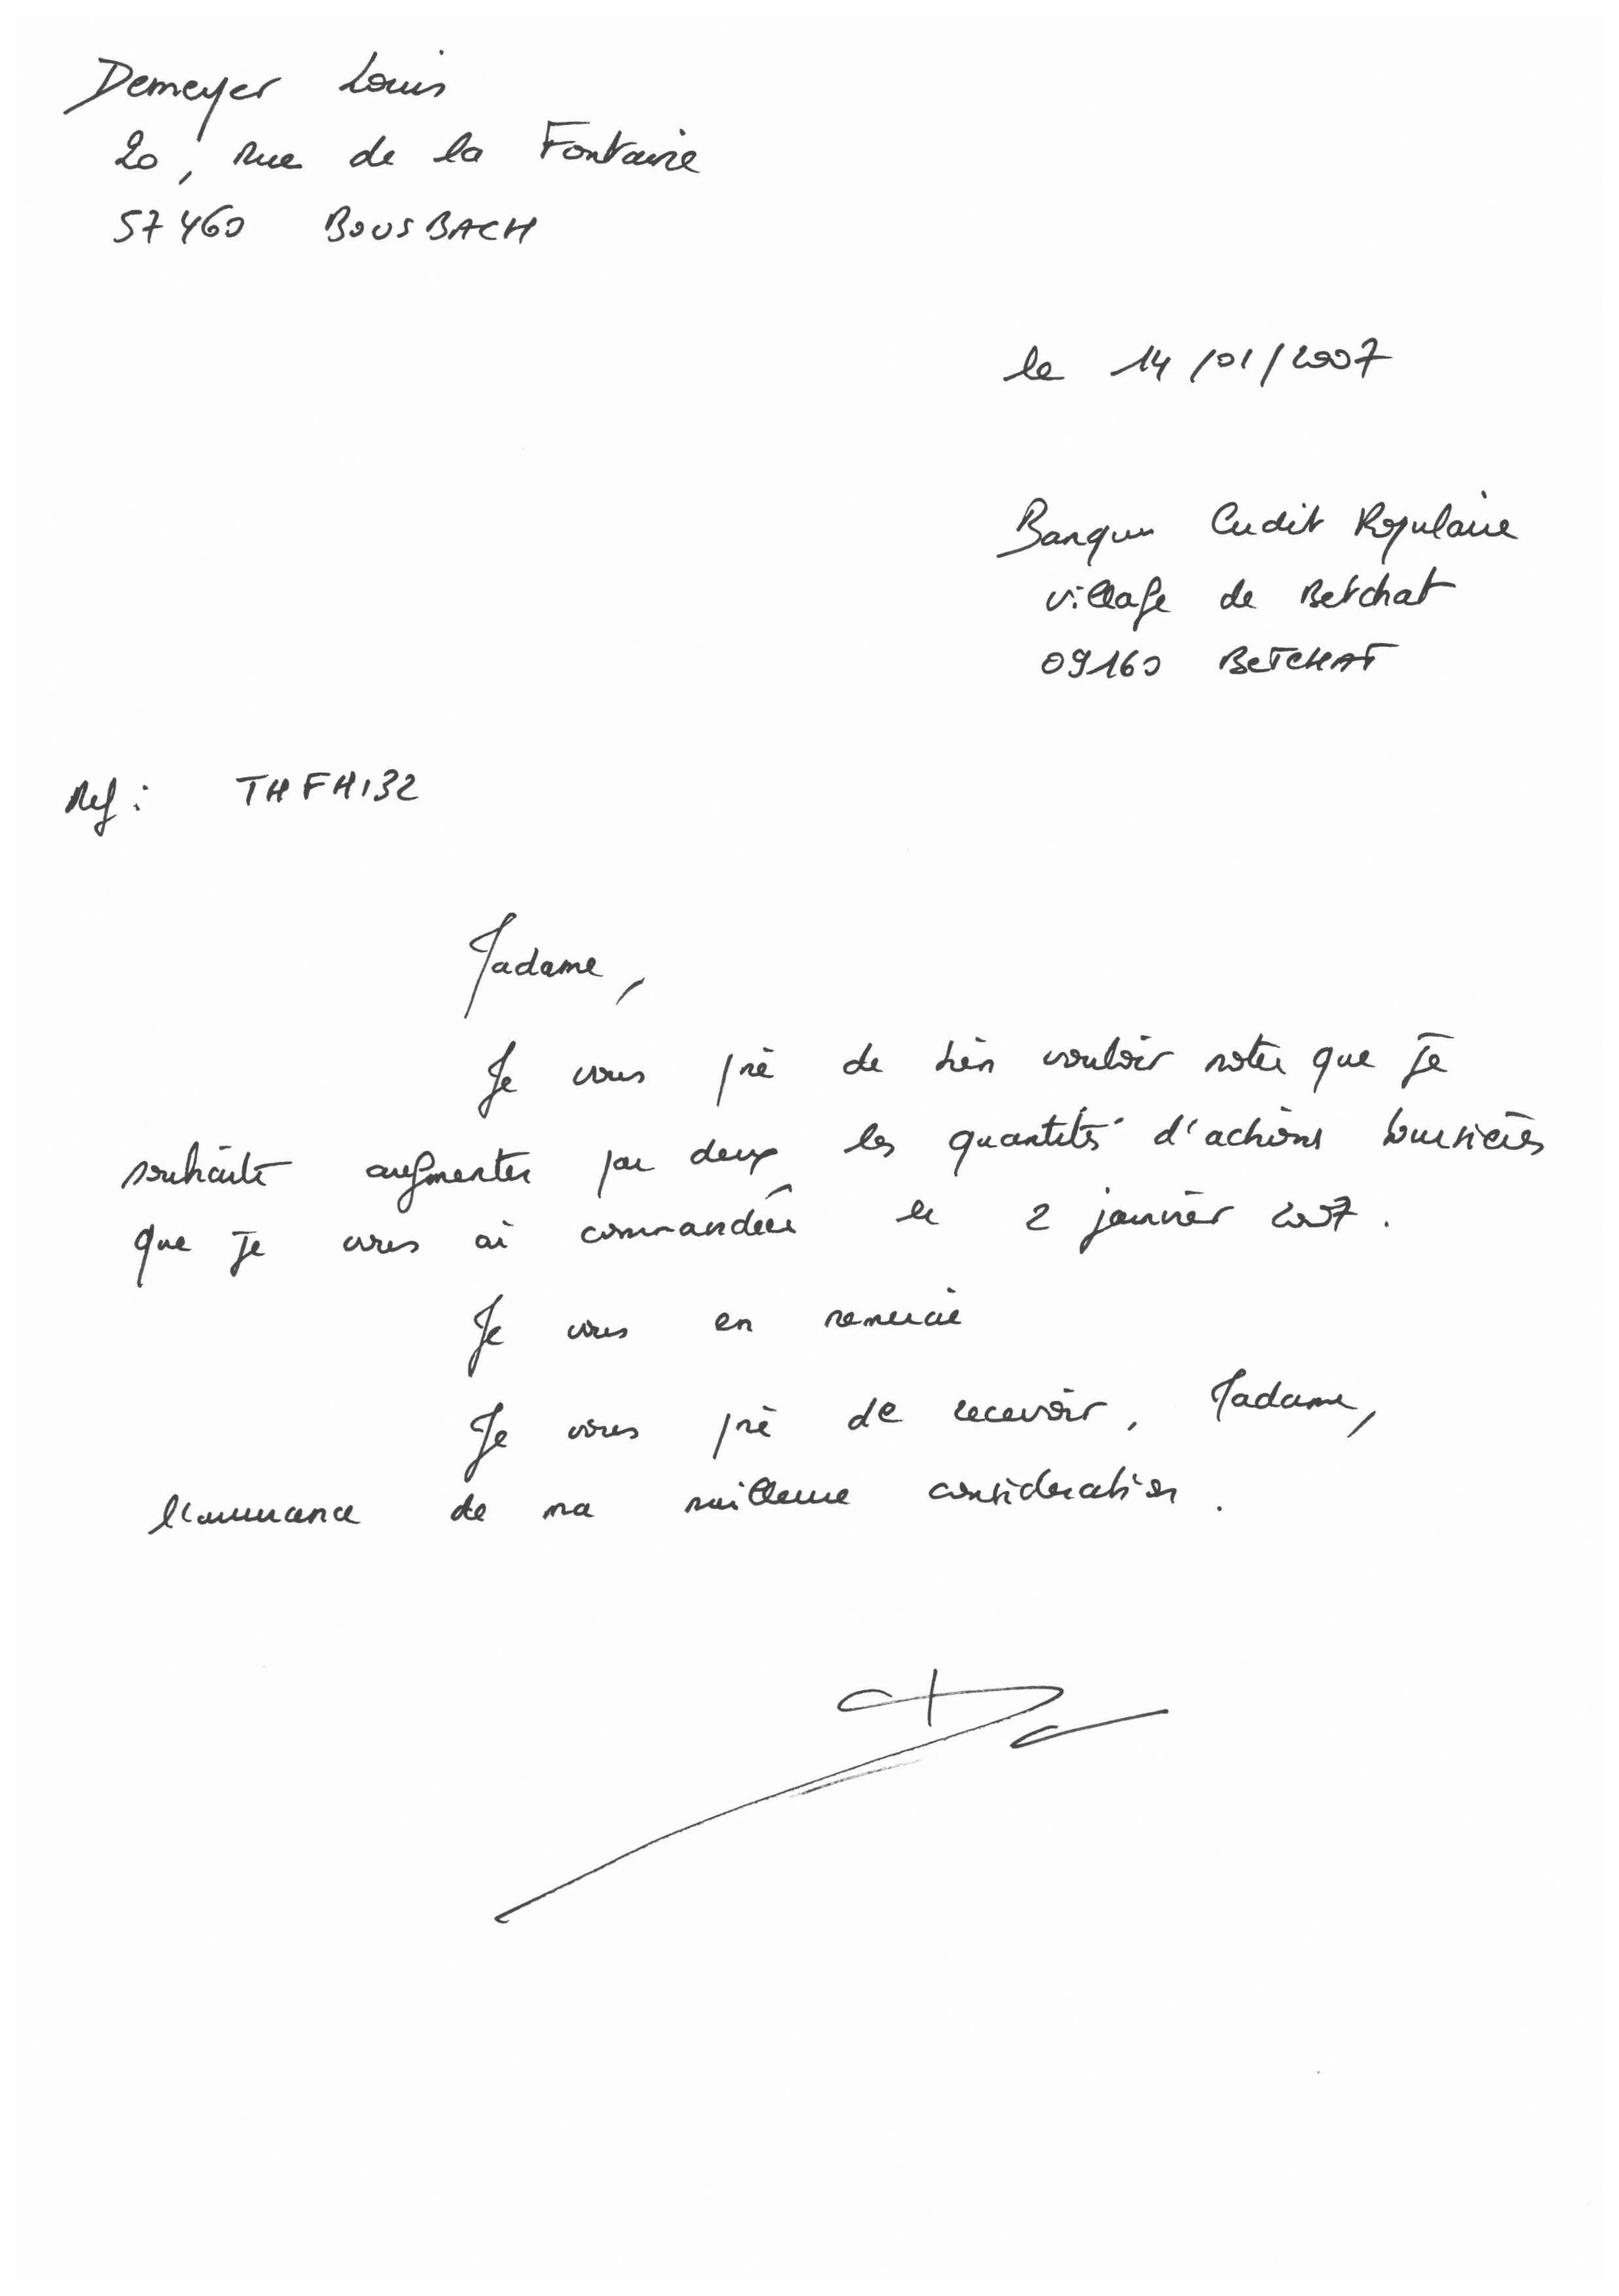 Demeyer Louis
20, rue de la Fontaine
57460 BOUSBACH
le 14/01/2007
Banque Crédit Populaire
village de Betchat
09160 BETCHAT
Ref : THFH132
Madame,
Je vous prie de bien vouloir noter que je
souhaite augmenter par deux les quantités d'actions boursières
que je vous ai commandées le 2 janvier 2007.
Je vous en remercie
Je vous prie de recevoir, Madame,
l'assurance de ma meilleure considération.